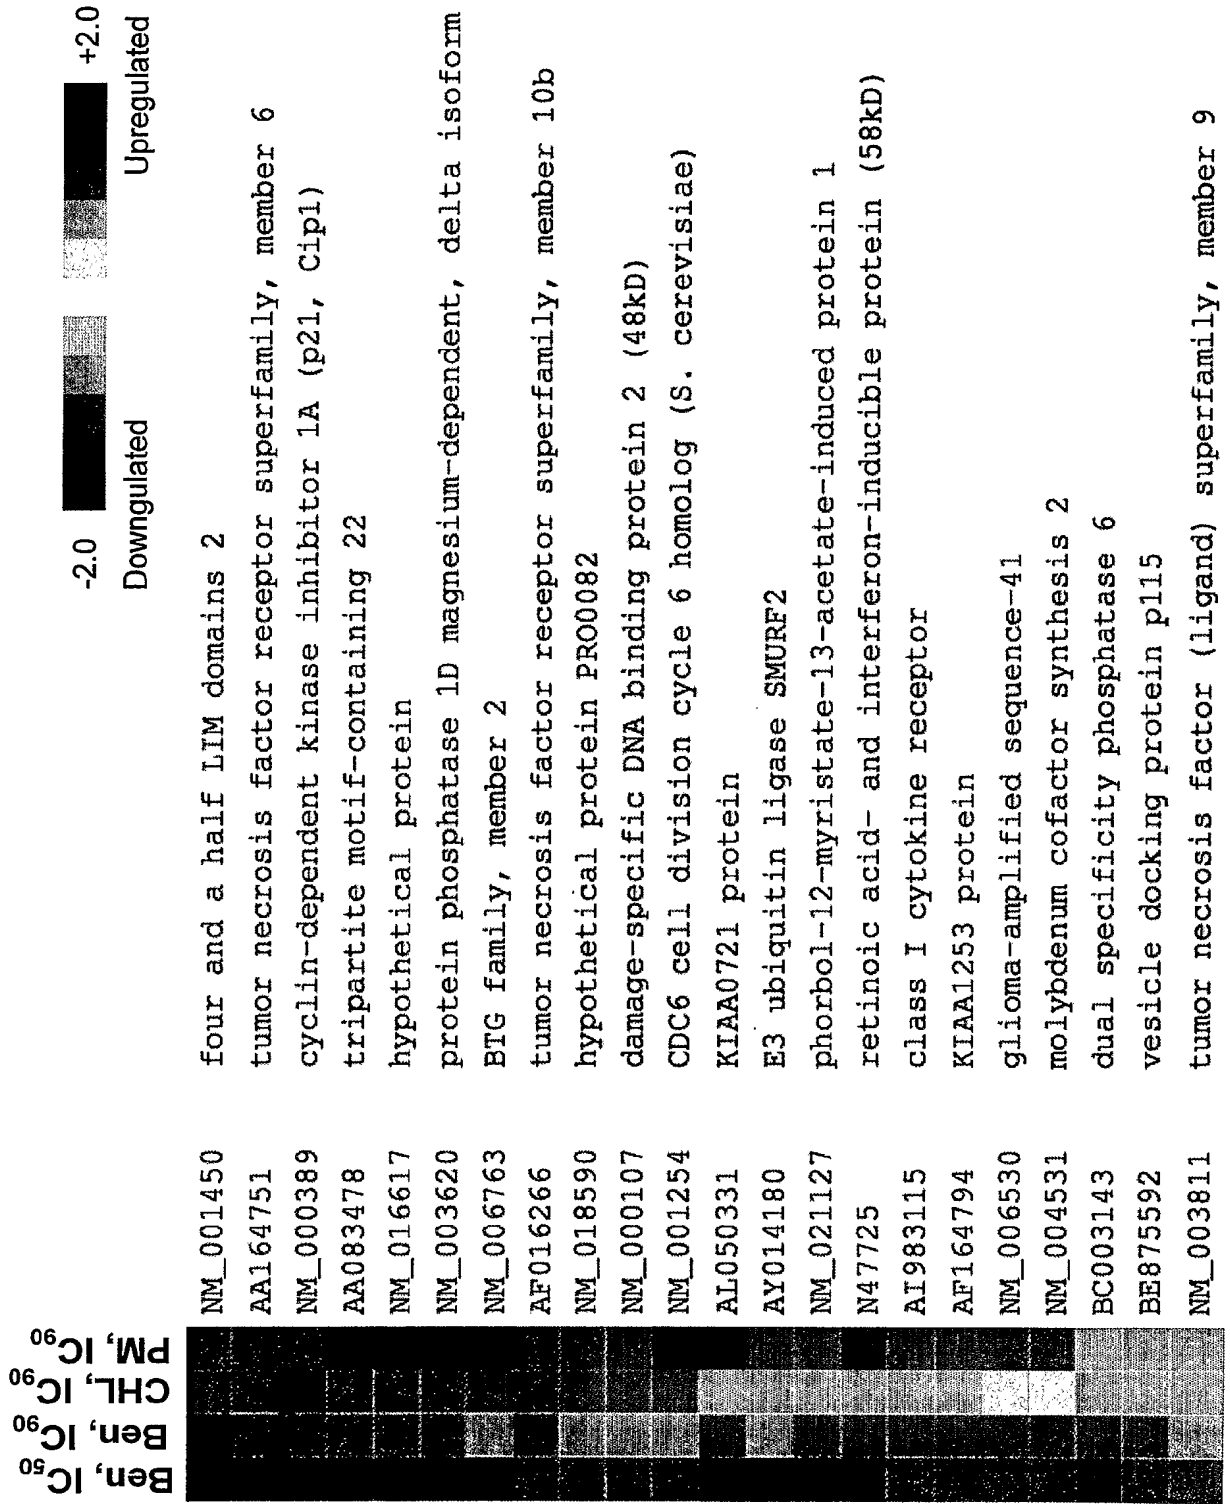 -2.0 +2.0
Downgulated Upregulated
Ben, IC50
Ben, IC90
CHL, IC90
PM, IC90
NM_001450 four and a half LIM domains 2
AA164751 tumor necrosis factor receptor superfamily, member 6
NM_000389 cyclin-dependent kinase inhibitor 1A (p21, Cip1)
AA083478 tripartite motif-containing 22
NM_016617 hypothetical protein
NM_003620 protein phosphatase 1D magnesium-dependent, delta isoform
NM_006763 BTG family, member 2
AF016266 tumor necrosis factor receptor superfamily, member 10b
NM_018590 hypothetical protein PRO0082
NM_000107 damage-specific DNA binding protein 2 (48kD)
NM_001254 CDC6 cell division cycle 6 homolog (S. cerevisiae)
AL050331 KIAA0721 protein
AY014180 E3 ubiquitin ligase SMURF2
NM_021127 phorbol-12-myristate-13-acetate-induced protein 1
N47725 retinoic acid- and interferon-inducible protein (58kD)
AI983115 class I cytokine receptor
AF164794 KIAA1253 protein
NM_006530 glioma-amplified sequence-41
NM_004531 molybdenum cofactor synthesis 2
BC003143 dual specificity phosphatase 6
BE875592 vesicle docking protein p115
NM_003811 tumor necrosis factor (ligand) superfamily, member 9